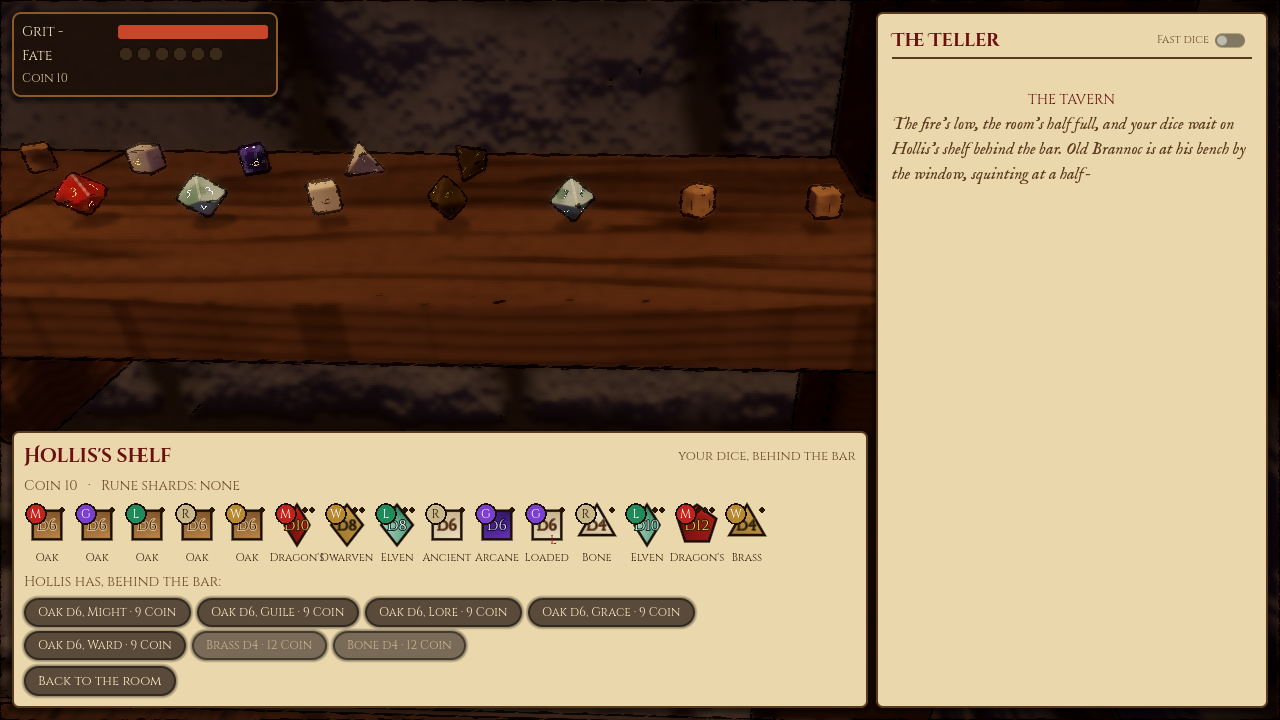 Grit -
Fate
Coin 10
The Teller
Fast dice
THE TAVERN
The fire's low, the room's half full, and your dice wait on
Hollis's shelf behind the bar. Old Brannoc is at his bench by
the window, squinting at a half-
Hollis's shelf
your dice, behind the bar
Coin 10 · Rune shards: none
M G L R W M W L R G G R L M W
D6 D6 D6 D6 D6 D10 D8 D8 D6 D6 D6 D4 D10 D12 D4
L
Oak Oak Oak Oak Oak Dragon's Dwarven Elven Ancient Arcane Loaded Bone Elven Dragon's Brass
Hollis has, behind the bar:
Oak d6, Might · 9 Coin
Oak d6, Guile · 9 Coin
Oak d6, Lore · 9 Coin
Oak d6, Grace · 9 Coin
Oak d6, Ward · 9 Coin
Brass d4 · 12 Coin
Bone d4 · 12 Coin
Back to the room